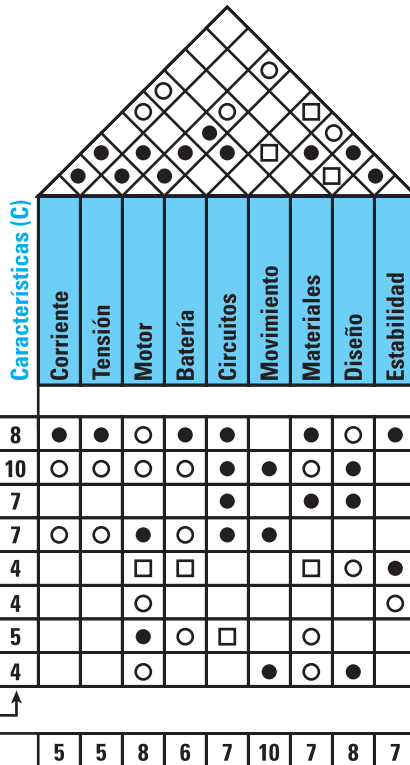 Características (C)
Corriente
Tensión
Motor
Batería
Circuitos
Movimiento
Materiales
Diseño
Estabilidad
8
10
7
7
4
4
5
4
5 5 8 6 7 10 7 8 7